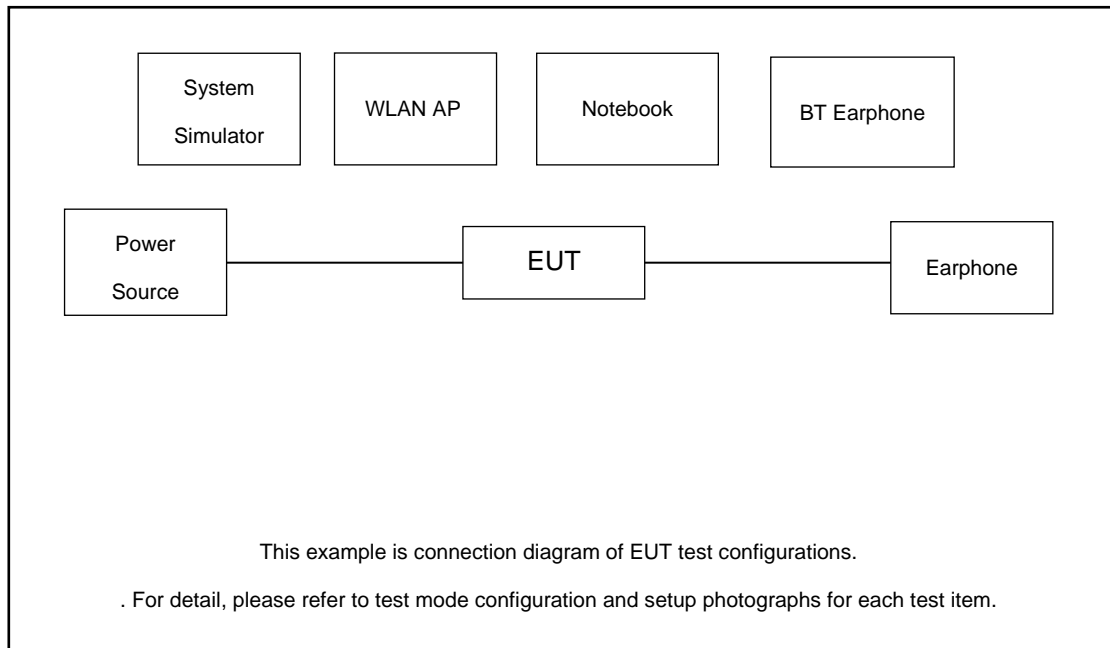 System
Simulator
WLAN AP
Notebook
BT Earphone
Power
Source
EUT
Earphone
This example is connection diagram of EUT test configurations.
. For detail, please refer to test mode configuration and setup photographs for each test item.